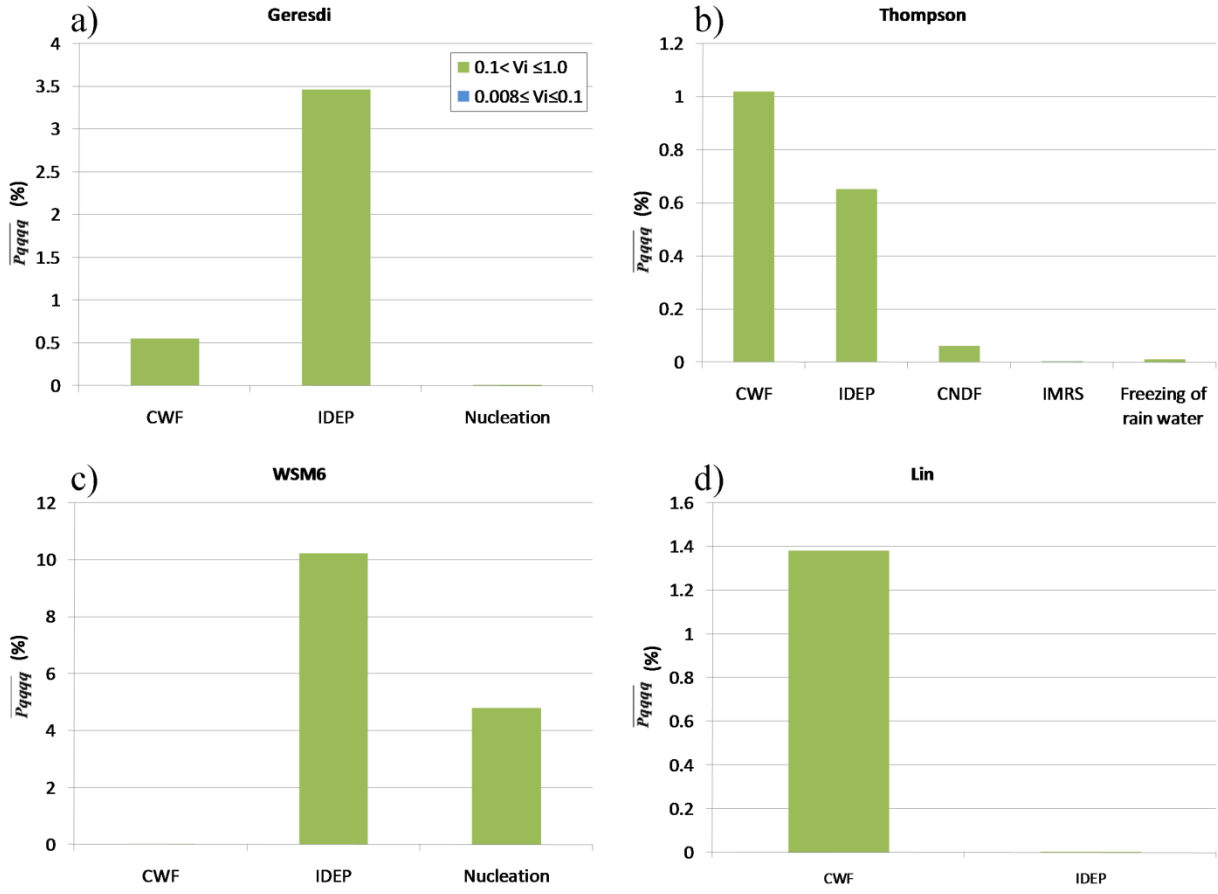 a)
Geresdi
4
3.5
3
2.5
2
1.5
1
0.5
0
Pqqqq (%)
0.1< Vi ≤1.0
0.008≤ Vi≤0.1
CWF IDEP Nucleation
b)
Thompson
1.2
1
0.8
0.6
0.4
0.2
0
Pqqqq (%)
CWF IDEP CNDF IMRS Freezing of
rain water
c)
WSM6
12
10
8
6
4
2
0
Pqqqq (%)
CWF IDEP Nucleation
d)
Lin
1.6
1.4
1.2
1
0.8
0.6
0.4
0.2
0
Pqqqq (%)
CWF IDEP